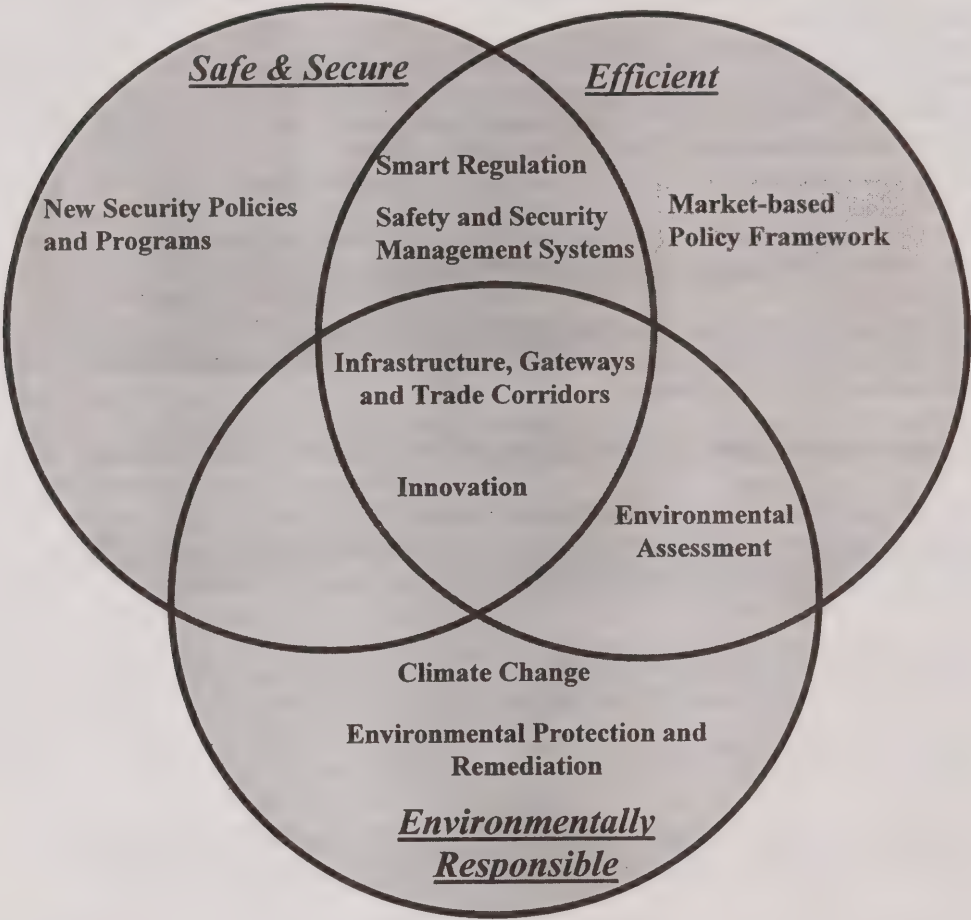 Safe & Secure
Efficient
Smart Regulation
New Security Policies
and Programs
Safety and Security
Management Systems
Market-based
Policy Framework
Infrastructure, Gateways
and Trade Corridors
Innovation
Environmental
Assessment
Climate Change
Environmental Protection and
Remediation
Environmentally
Responsible